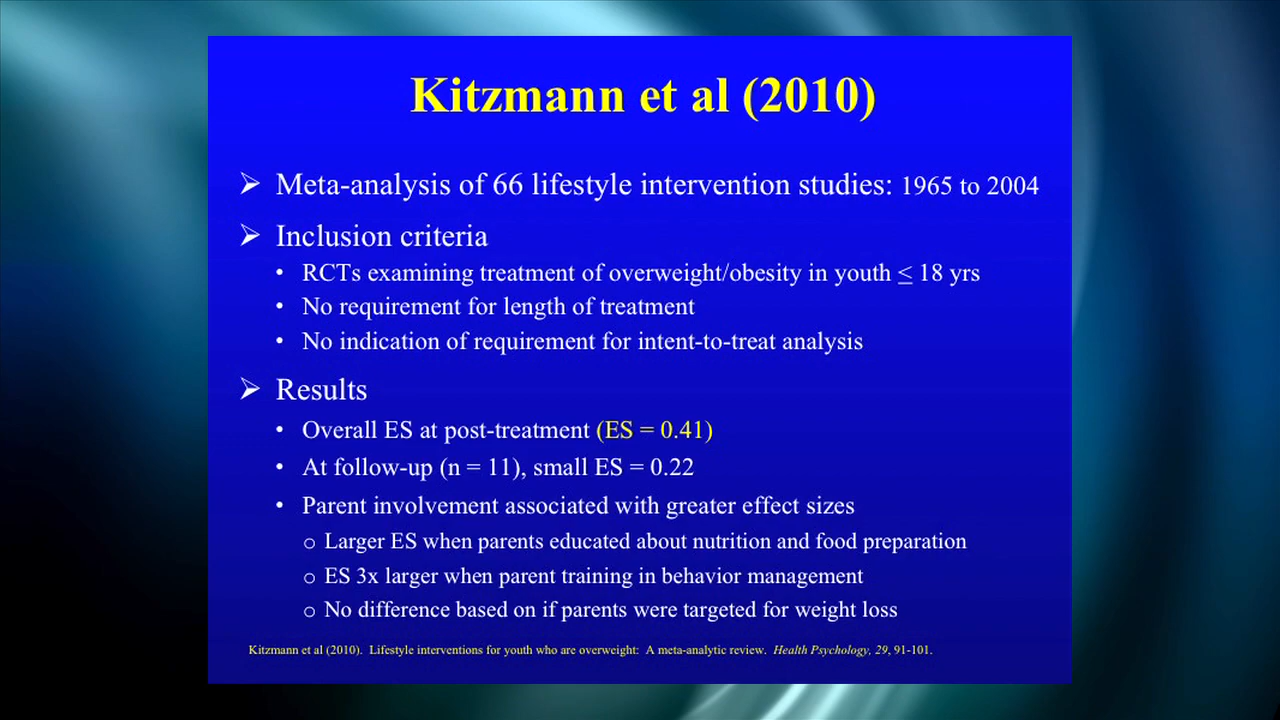 Kitzmann et al (2010)
➢ Meta-analysis of 66 lifestyle intervention studies: 1965 to 2004
➢ Inclusion criteria
• RCTs examining treatment of overweight/obesity in youth ≤ 18 yrs
• No requirement for length of treatment
• No indication of requirement for intent-to-treat analysis
➢ Results
• Overall ES at post-treatment (ES = 0.41)
• At follow-up (n = 11), small ES = 0.22
• Parent involvement associated with greater effect sizes
o Larger ES when parents educated about nutrition and food preparation
o ES 3x larger when parent training in behavior management
o No difference based on if parents were targeted for weight loss
Kitzmann et al (2010). Lifestyle interventions for youth who are overweight: A meta-analytic review. Health Psychology, 29, 91-101.